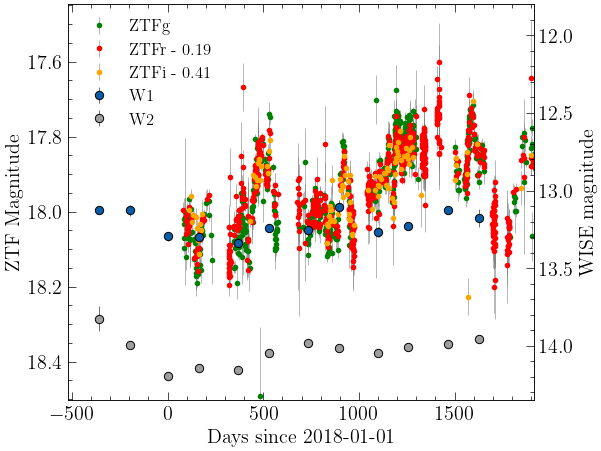 ZTFg
ZTFr - 0.19
ZTFi - 0.41
W1
W2
17.6
17.8
18.0
18.2
18.4
ZTF Magnitude
12.0
12.5
13.0
13.5
14.0
WISE magnitude
−500
0
500
1000
1500
Days since 2018-01-01